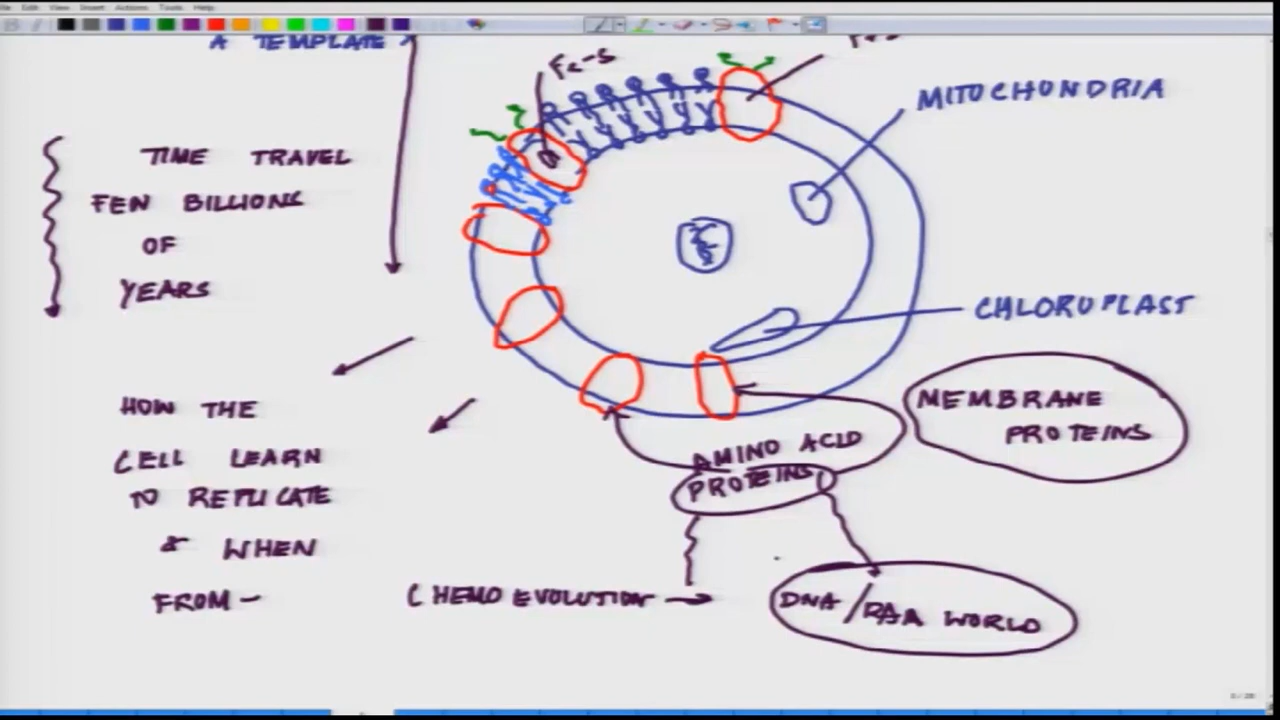 A TEMPLATE
Fe-S
MITOCHONDRIA
TIME TRAVEL
FEN BILLIONS
OF
YEARS
CHLOROPLAST
HOW THE
CELL LEARN
TO REPLICATE
& WHEN
FROM -
MEMBRANE
PROTEINS
AMINO ACID
PROTEINS
CHEMO EVOLUTION
DNA/RNA WORLD